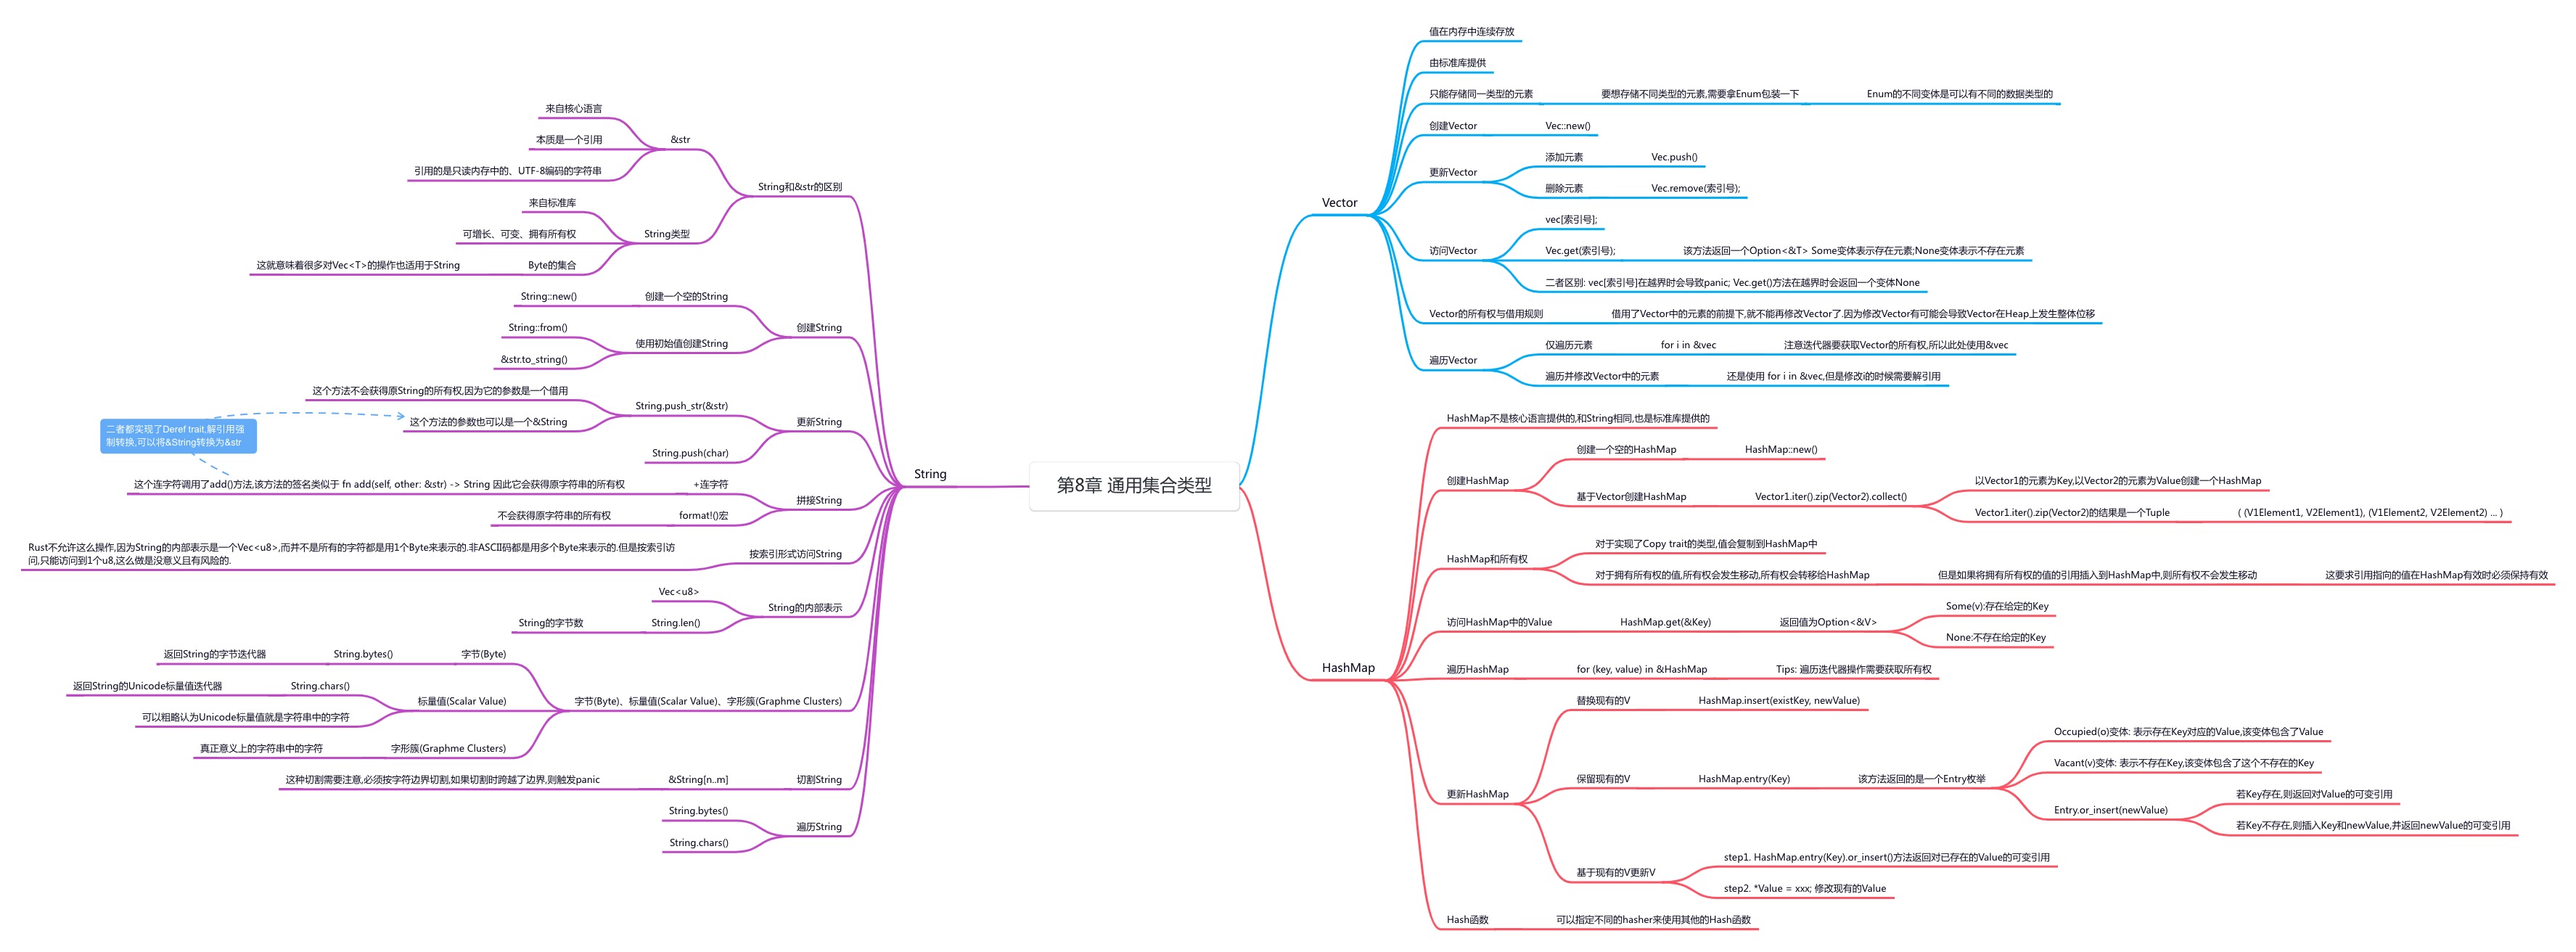 第8章 通用集合类型
Vector
值在内存中连续存放
由标准库提供
只能存储同一类型的元素
要想存储不同类型的元素,需要拿Enum包装一下
Enum的不同变体是可以有不同的数据类型的
创建Vector
Vec::new()
更新Vector
添加元素
Vec.push()
删除元素
Vec.remove(索引号);
访问Vector
vec[索引号];
Vec.get(索引号);
该方法返回一个Option<&T> Some变体表示存在元素;None变体表示不存在元素
二者区别: vec[索引号]在越界时会导致panic; Vec.get()方法在越界时会返回一个变体None
Vector的所有权与借用规则
借用了Vector中的元素的前提下,就不能再修改Vector了.因为修改Vector有可能会导致Vector在Heap上发生整体位移
遍历Vector
仅遍历元素
for i in &vec
注意迭代器要获取Vector的所有权,所以此处使用&vec
遍历并修改Vector中的元素
还是使用 for i in &vec,但是修改i的时候需要解引用
HashMap
HashMap不是核心语言提供的,和String相同,也是标准库提供的
创建HashMap
创建一个空的HashMap
HashMap::new()
基于Vector创建HashMap
Vector1.iter().zip(Vector2).collect()
以Vector1的元素为Key,以Vector2的元素为Value创建一个HashMap
Vector1.iter().zip(Vector2)的结果是一个Tuple
( (V1Element1, V2Element1), (V1Element2, V2Element2) ... )
HashMap和所有权
对于实现了Copy trait的类型,值会复制到HashMap中
对于拥有所有权的值,所有权会发生移动,所有权会转移给HashMap
但是如果将拥有所有权的值的引用插入到HashMap中,则所有权不会发生移动
这要求引用指向的值在HashMap有效时必须保持有效
访问HashMap中的Value
HashMap.get(&Key)
返回值为Option<&V>
Some(v):存在给定的Key
None:不存在给定的Key
遍历HashMap
for (key, value) in &HashMap
Tips: 遍历迭代器操作需要获取所有权
更新HashMap
替换现有的V
HashMap.insert(existKey, newValue)
保留现有的V
HashMap.entry(Key)
该方法返回的是一个Entry枚举
Occupied(o)变体: 表示存在Key对应的Value,该变体包含了Value
Vacant(v)变体: 表示不存在Key,该变体包含了这个不存在的Key
Entry.or_insert(newValue)
若Key存在,则返回对Value的可变引用
若Key不存在,则插入Key和newValue,并返回newValue的可变引用
基于现有的V更新V
step1. HashMap.entry(Key).or_insert()方法返回对已存在的Value的可变引用
step2. *Value = xxx; 修改现有的Value
Hash函数
可以指定不同的hasher来使用其他的Hash函数
String
String和&str的区别
&str
来自核心语言
本质是一个引用
引用的是只读内存中的、UTF-8编码的字符串
String类型
来自标准库
可增长、可变、拥有所有权
Byte的集合
这就意味着很多对Vec<T>的操作也适用于String
创建String
创建一个空的String
String::new()
使用初始值创建String
String::from()
&str.to_string()
更新String
String.push_str(&str)
这个方法不会获得原String的所有权,因为它的参数是一个借用
这个方法的参数也可以是一个&String
String.push(char)
二者都实现了Deref trait,解引用强
制转换,可以将&String转换为&str
拼接String
+连字符
这个连字符调用了add()方法,该方法的签名类似于 fn add(self, other: &str) -> String 因此它会获得原字符串的所有权
format!()宏
不会获得原字符串的所有权
按索引形式访问String
Rust不允许这么操作,因为String的内部表示是一个Vec<u8>,而并不是所有的字符都是用1个Byte来表示的.非ASCII码都是用多个Byte来表示的.但是按索引访
问,只能访问到1个u8,这么做是没意义且有风险的.
String的内部表示
Vec<u8>
String.len()
String的字节数
字节(Byte)、标量值(Scalar Value)、字形簇(Graphme Clusters)
字节(Byte)
String.bytes()
返回String的字节迭代器
标量值(Scalar Value)
String.chars()
返回String的Unicode标量值迭代器
可以粗略认为Unicode标量值就是字符串中的字符
字形簇(Graphme Clusters)
真正意义上的字符串中的字符
切割String
&String[n..m]
这种切割需要注意,必须按字符边界切割,如果切割时跨越了边界,则触发panic
遍历String
String.bytes()
String.chars()